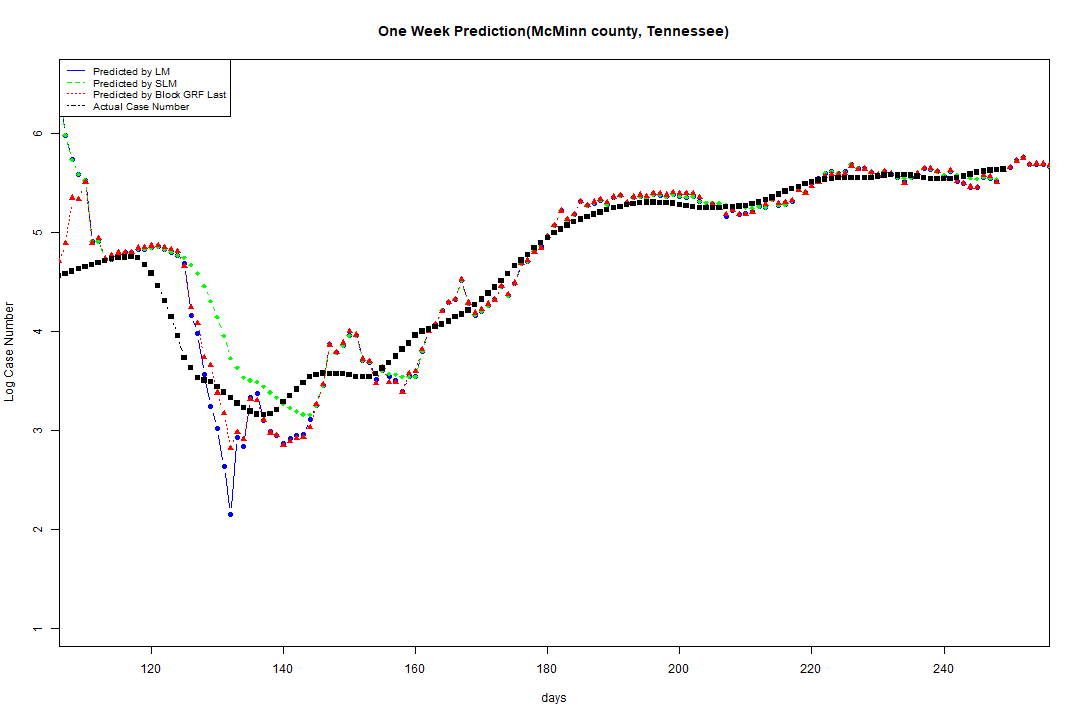 One Week Prediction(McMinn county, Tennessee)
Predicted by LM
Predicted by SLM
Predicted by Block GRF Last
Actual Case Number
6
5
4
3
2
1
Log Case Number
120 140 160 180 200 220 240
days